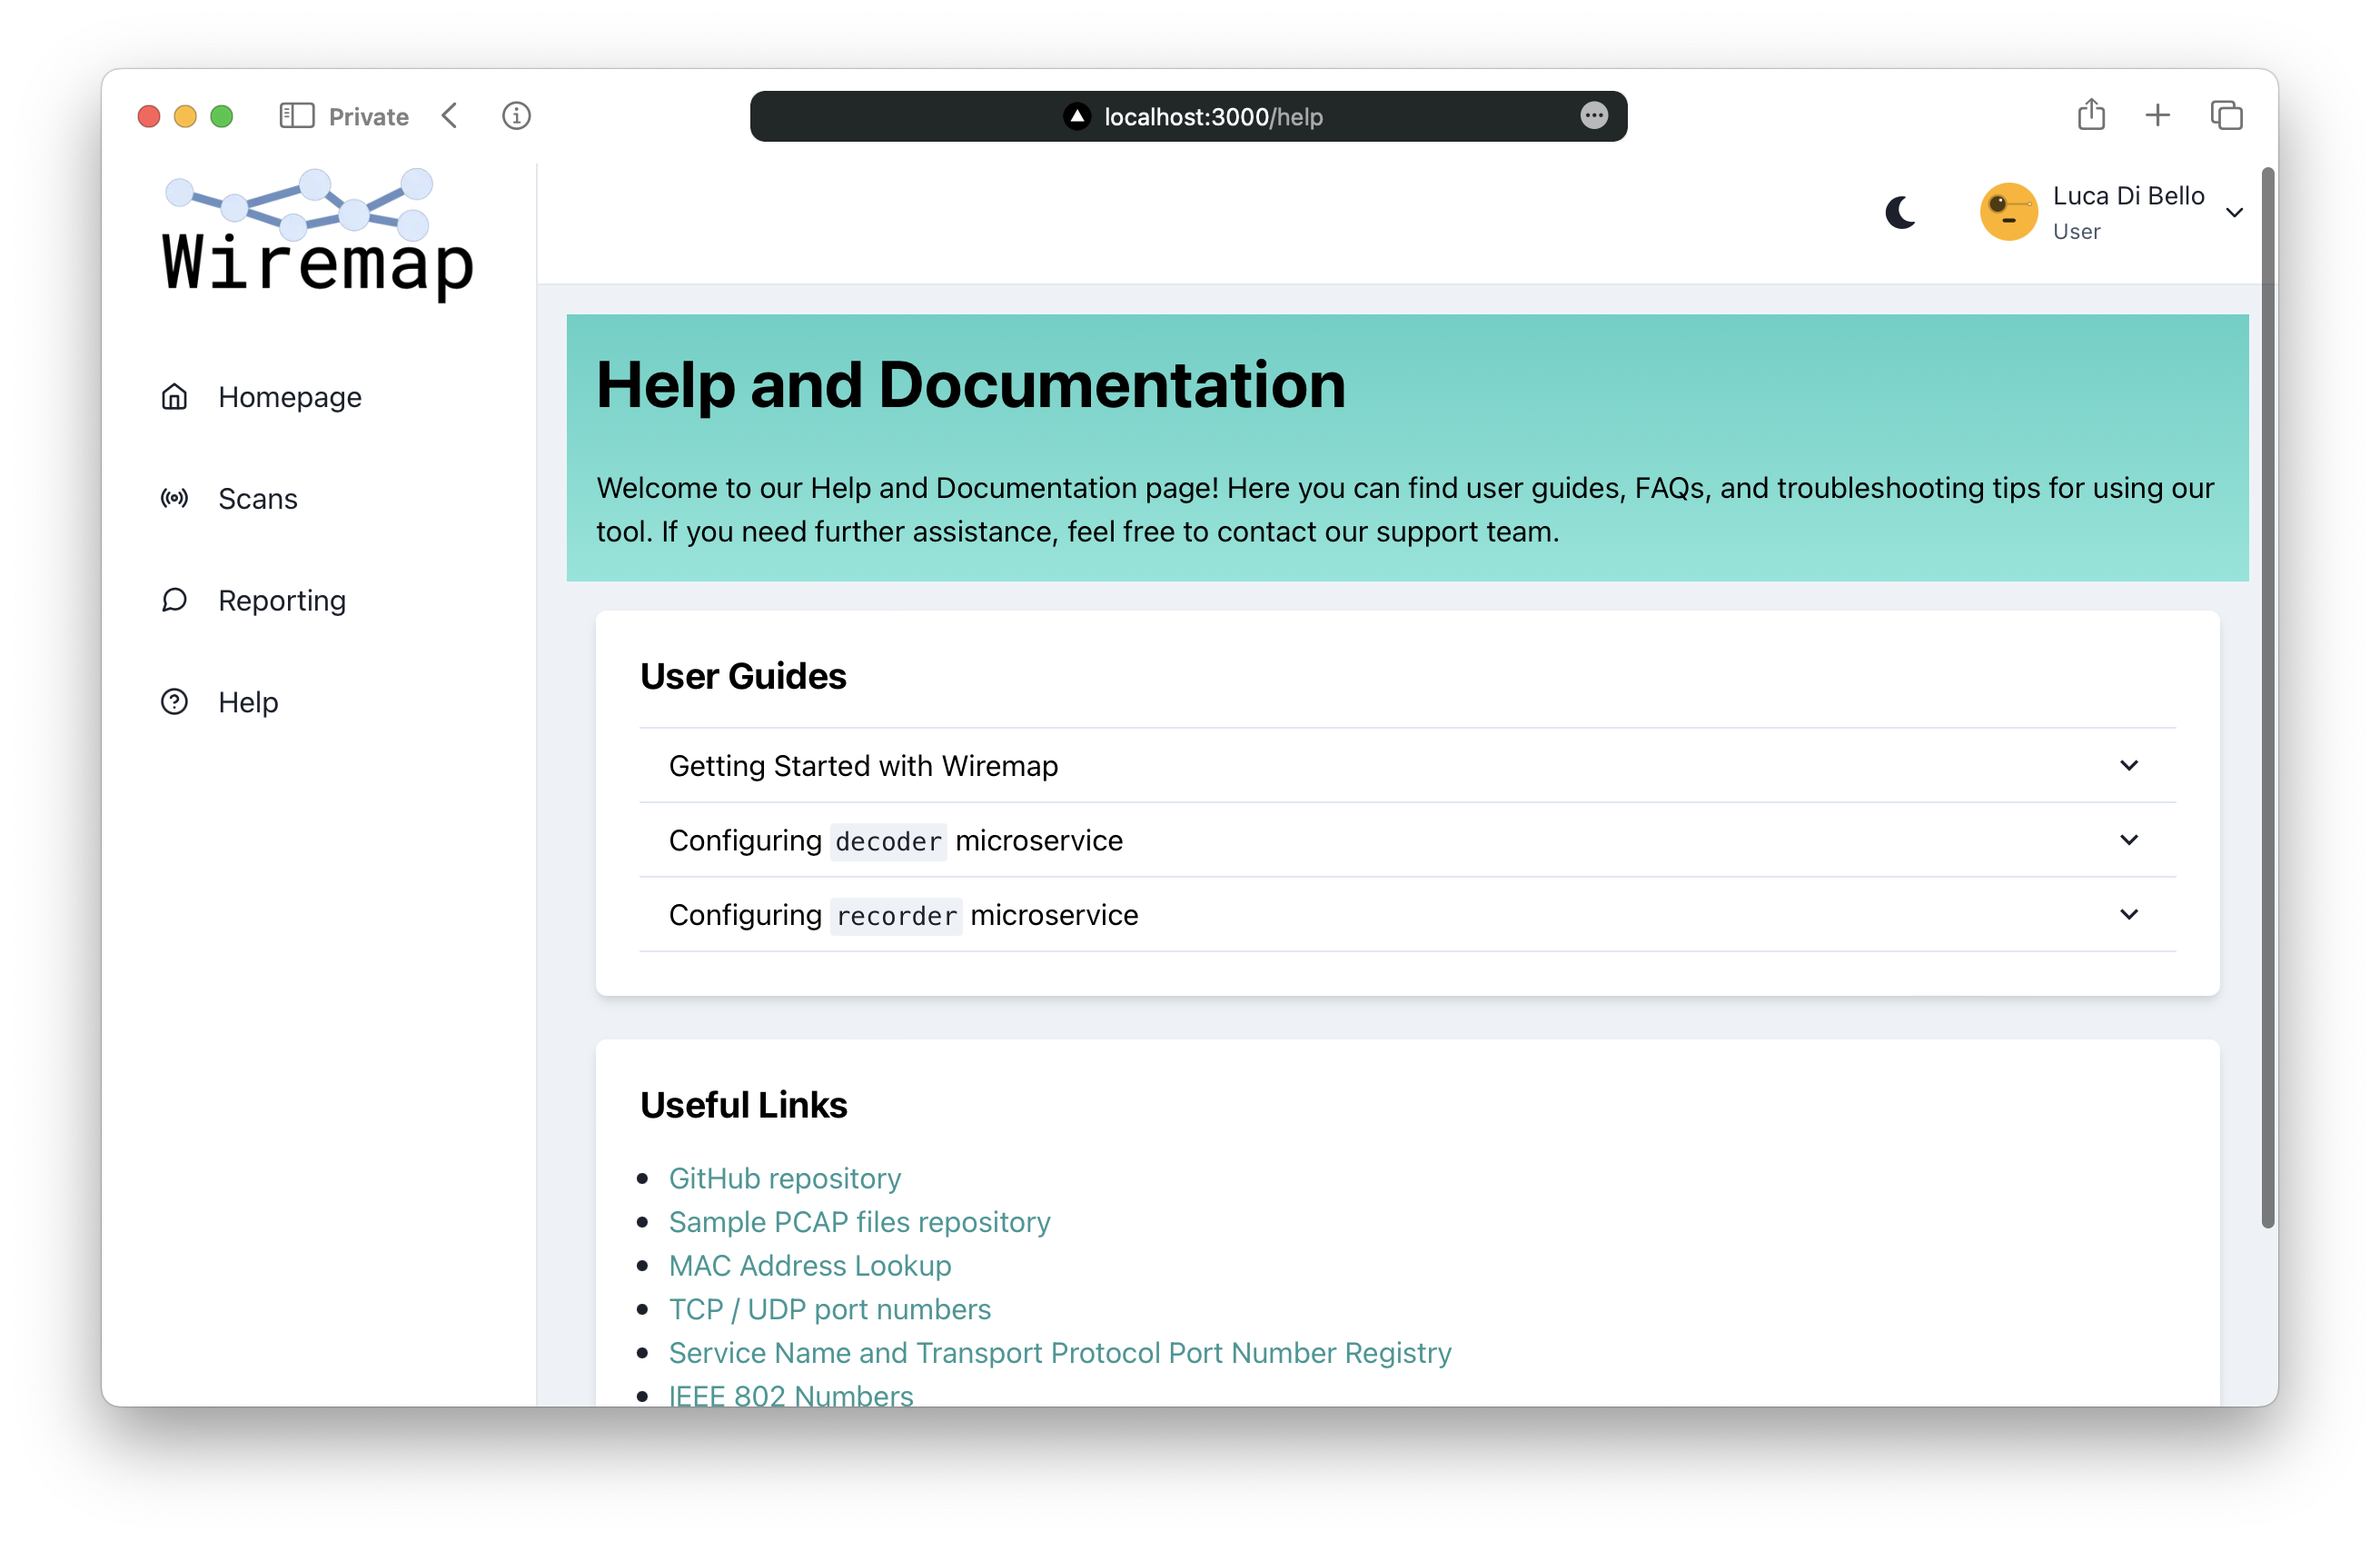 Private
localhost:3000/help
Wiremap
Luca Di Bello
User
Homepage
Scans
Reporting
Help
Help and Documentation
Welcome to our Help and Documentation page! Here you can find user guides, FAQs, and troubleshooting tips for using our
tool. If you need further assistance, feel free to contact our support team.
User Guides
Getting Started with Wiremap
Configuring decoder microservice
Configuring recorder microservice
Useful Links
GitHub repository
Sample PCAP files repository
MAC Address Lookup
TCP / UDP port numbers
Service Name and Transport Protocol Port Number Registry
IEEE 802 Numbers